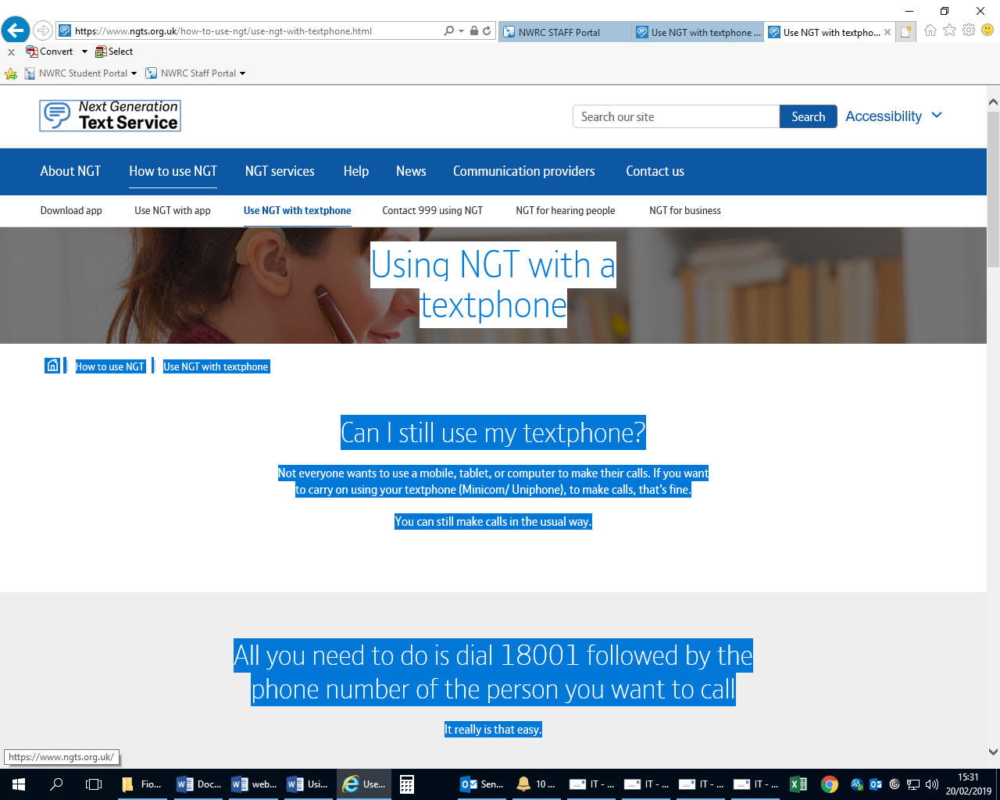 https://www.ngts.org.uk/how-to-use-ngt/use-ngt-with-textphone.html
NWRC STAFF Portal
Use NGT with textphone ...
Use NGT with textpho...
x Convert Select
NWRC Student Portal NWRC Staff Portal
Next Generation
Text Service
Search our site
Search
Accessibility
About NGT How to use NGT NGT services Help News Communication providers Contact us
Download app Use NGT with app Use NGT with textphone Contact 999 using NGT NGT for hearing people NGT for business
Using NGT with a
textphone
How to use NGT Use NGT with textphone
Can I still use my textphone?
Not everyone wants to use a mobile, tablet, or computer to make their calls. If you want
to carry on using your textphone (Minicom/ Uniphone), to make calls, that's fine.
You can still make calls in the usual way.
All you need to do is dial 18001 followed by the
phone number of the person you want to call
It really is that easy.
https://www.ngts.org.uk/
Fio... Doc... web... Usi... Use... Sen... 10 ... IT - ... IT - ... IT - ... IT - ...
15:31
20/02/2019